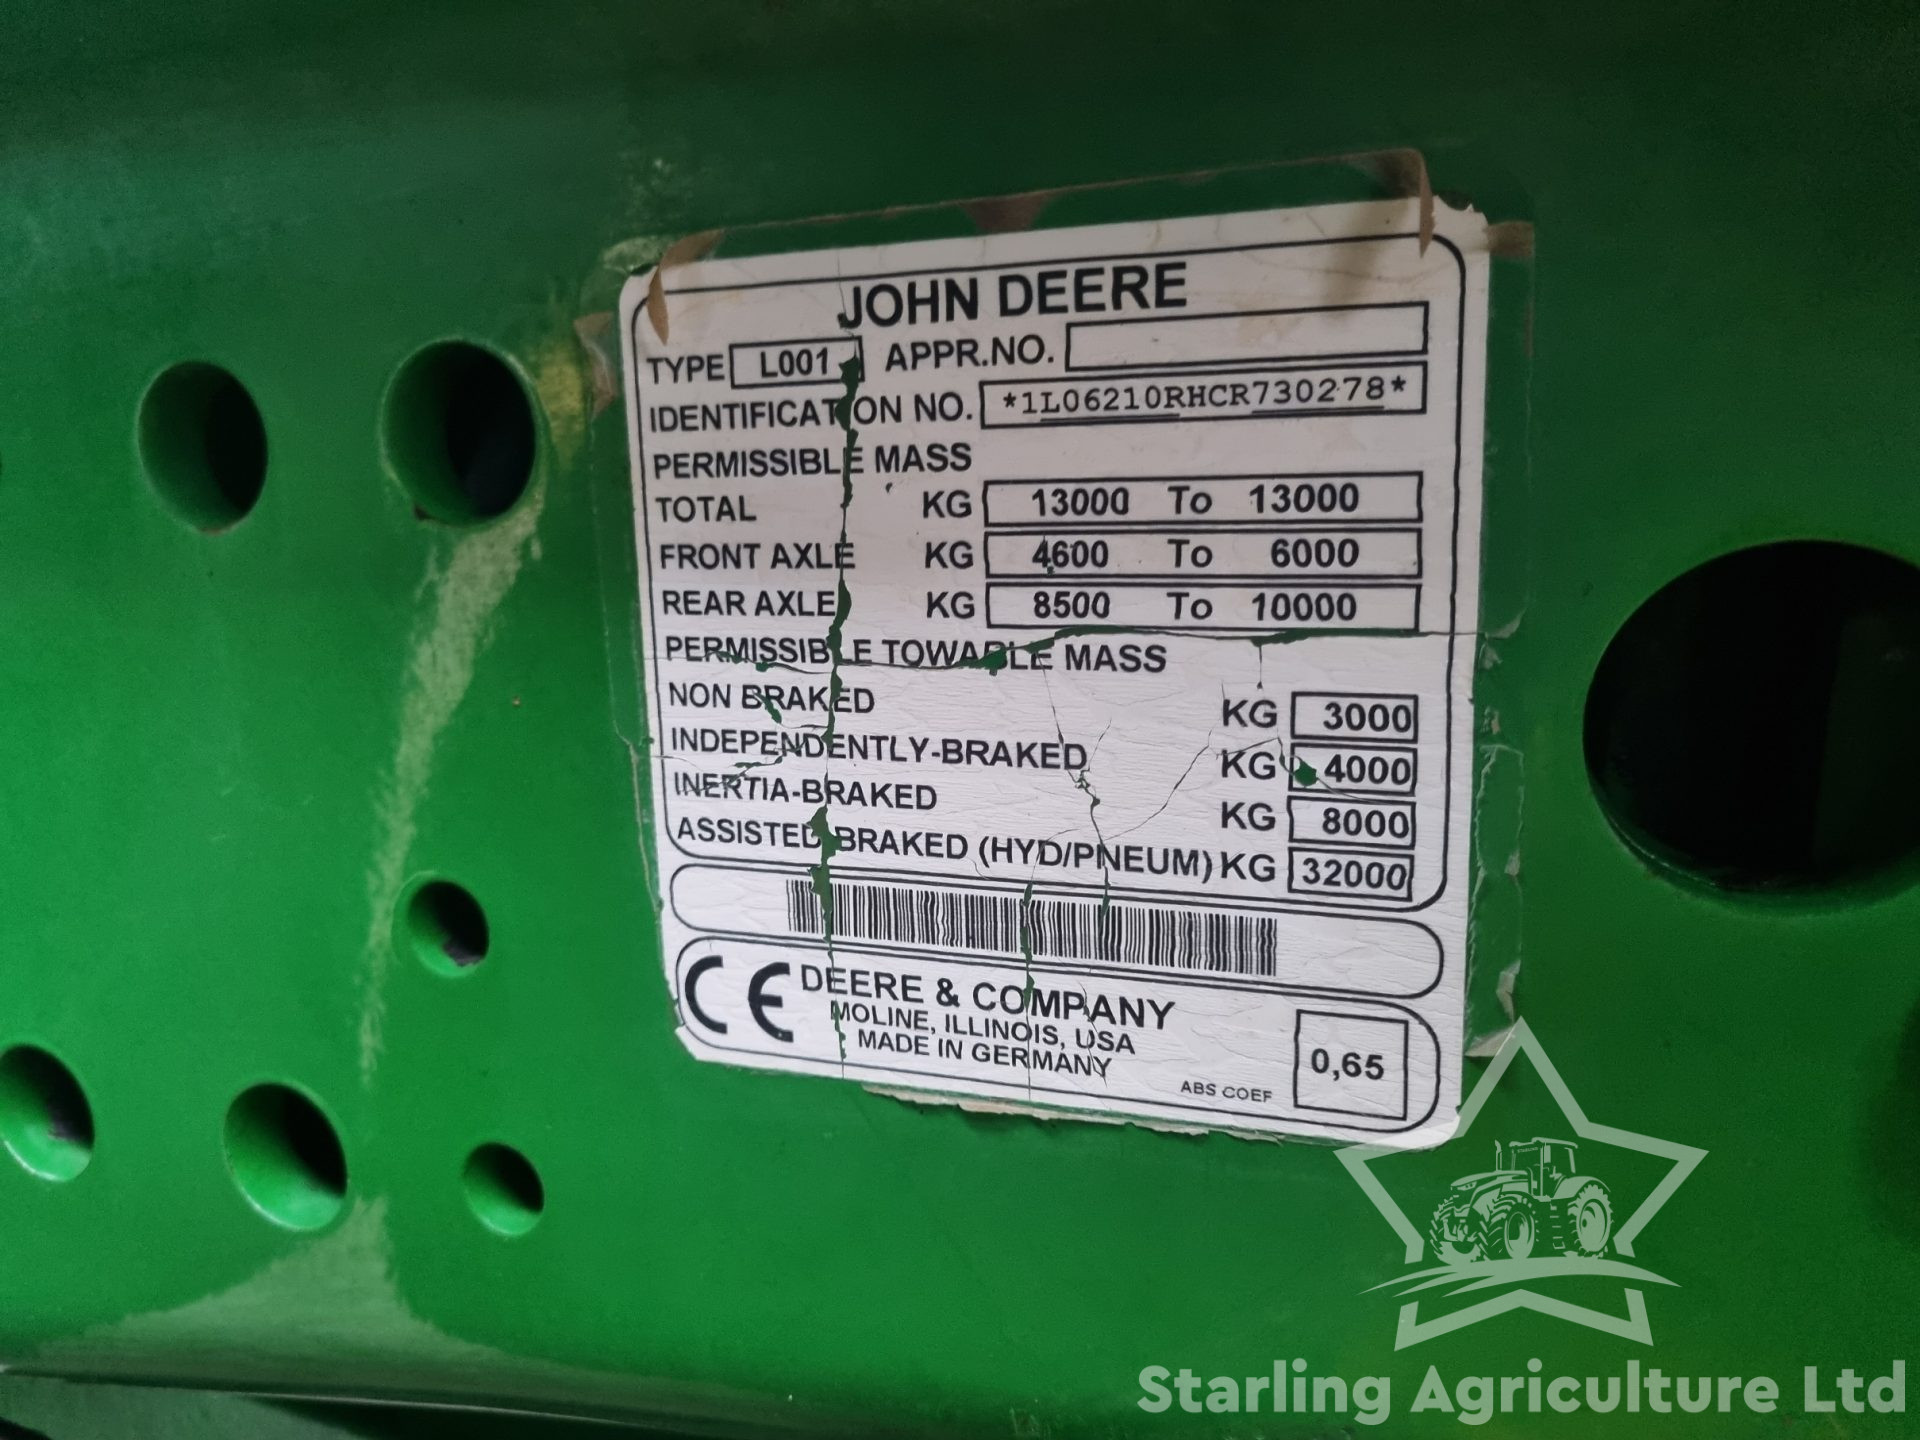 JOHN DEERE
TYPE L001 APPR.NO.
IDENTIFICATION NO. *1L06210RHCR730278*
PERMISSIBLE MASS
TOTAL KG 13000 To 13000
FRONT AXLE KG 4600 To 6000
REAR AXLE KG 8500 To 10000
PERMISSIBLE TOWABLE MASS
NON BRAKED KG 3000
INDEPENDENTLY-BRAKED KG 4000
INERTIA-BRAKED KG 8000
ASSISTED BRAKED (HYD/PNEUM) KG 32000
CE DEERE & COMPANY
MOLINE, ILLINOIS, USA
MADE IN GERMANY
ABS COEF 0,65
Starling Agriculture Ltd